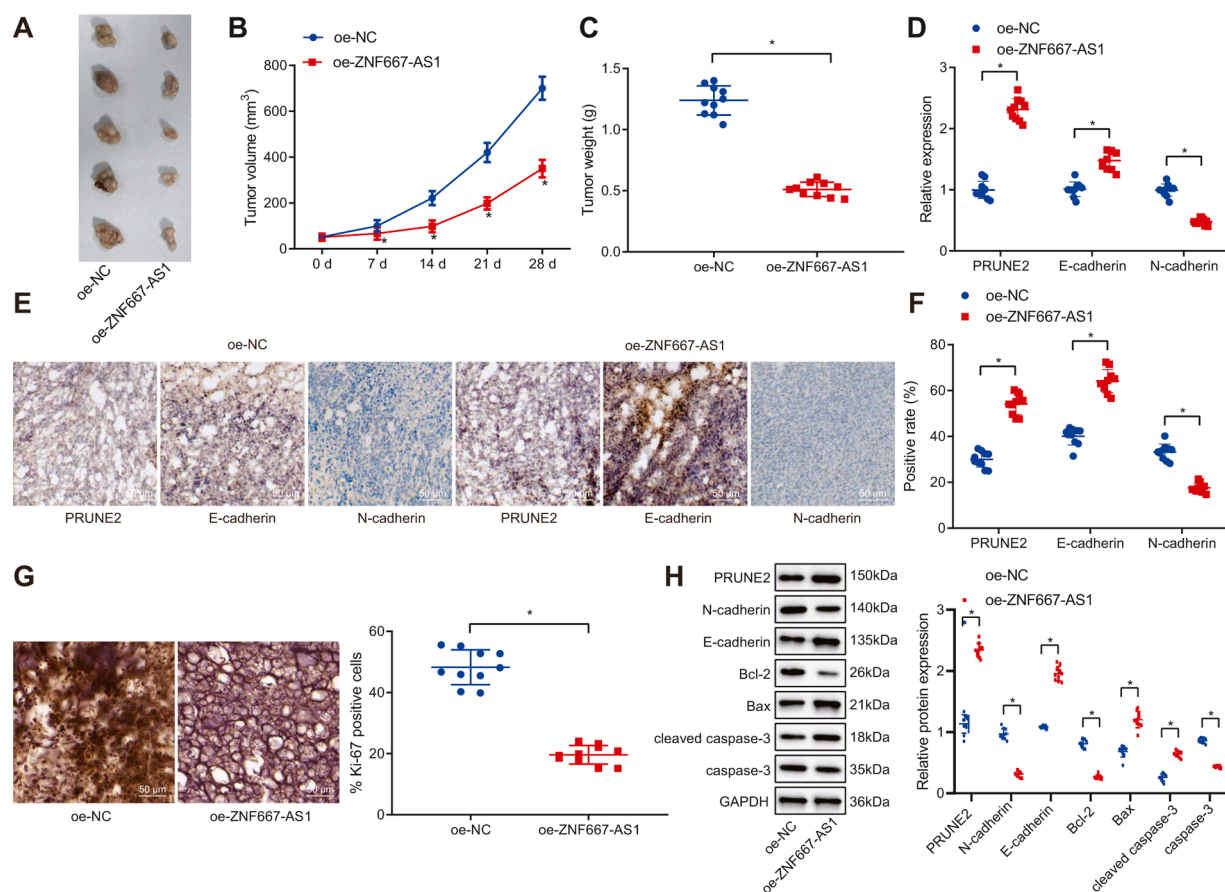 A
oe-NC
oe-ZNF667-AS1
B
oe-NC
oe-ZNF667-AS1
Tumor volume (mm3)
800
600
400
200
0
0 d
7 d
14 d
21 d
28 d
*
*
*
*
C
Tumor weight (g)
1.5
1.0
0.5
0.0
*
oe-NC
oe-ZNF667-AS1
D
oe-NC
oe-ZNF667-AS1
Relative expression
3
2
1
0
*
*
*
PRUNE2
E-cadherin
N-cadherin
E
oe-NC
oe-ZNF667-AS1
50 μm
50 μm
50 μm
50 μm
50 μm
50 μm
PRUNE2
E-cadherin
N-cadherin
PRUNE2
E-cadherin
N-cadherin
F
oe-NC
oe-ZNF667-AS1
Positive rate (%)
80
60
40
20
0
*
*
*
PRUNE2
E-cadherin
N-cadherin
G
50 μm
50 μm
oe-NC
oe-ZNF667-AS1
% Ki-67 positive cells
60
40
20
0
*
oe-NC
oe-ZNF667-AS1
H
PRUNE2 150kDa
N-cadherin 140kDa
E-cadherin 135kDa
Bcl-2 26kDa
Bax 21kDa
cleaved caspase-3 18kDa
caspase-3 35kDa
GAPDH 36kDa
oe-NC
oe-ZNF667-AS1
oe-NC
oe-ZNF667-AS1
Relative protein expression
3
2
1
0
*
*
*
*
*
*
*
PRUNE2
N-cadherin
E-cadherin
Bcl-2
Bax
cleaved caspase-3
caspase-3